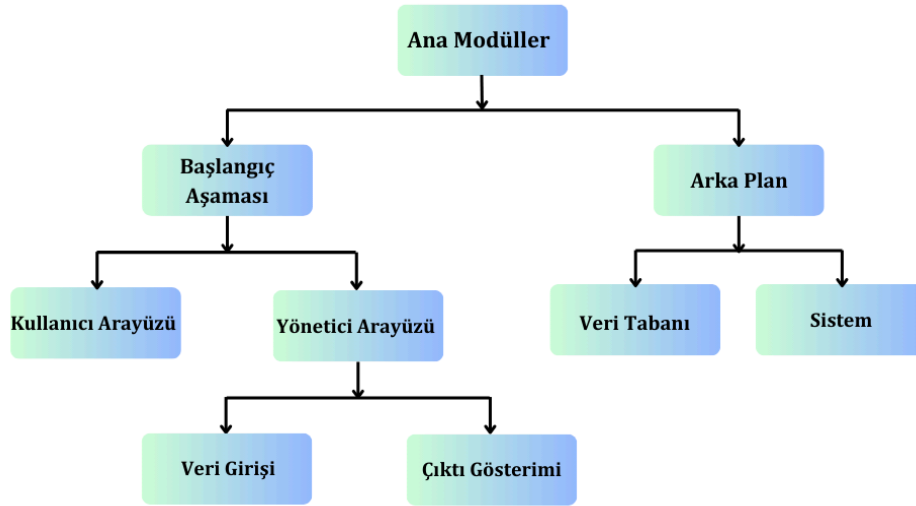 Ana Modüller
Başlangıç
Aşaması
Arka Plan
Kullanıcı Arayüzü
Yönetici Arayüzü
Veri Tabanı
Sistem
Veri Girişi
Çıktı Gösterimi